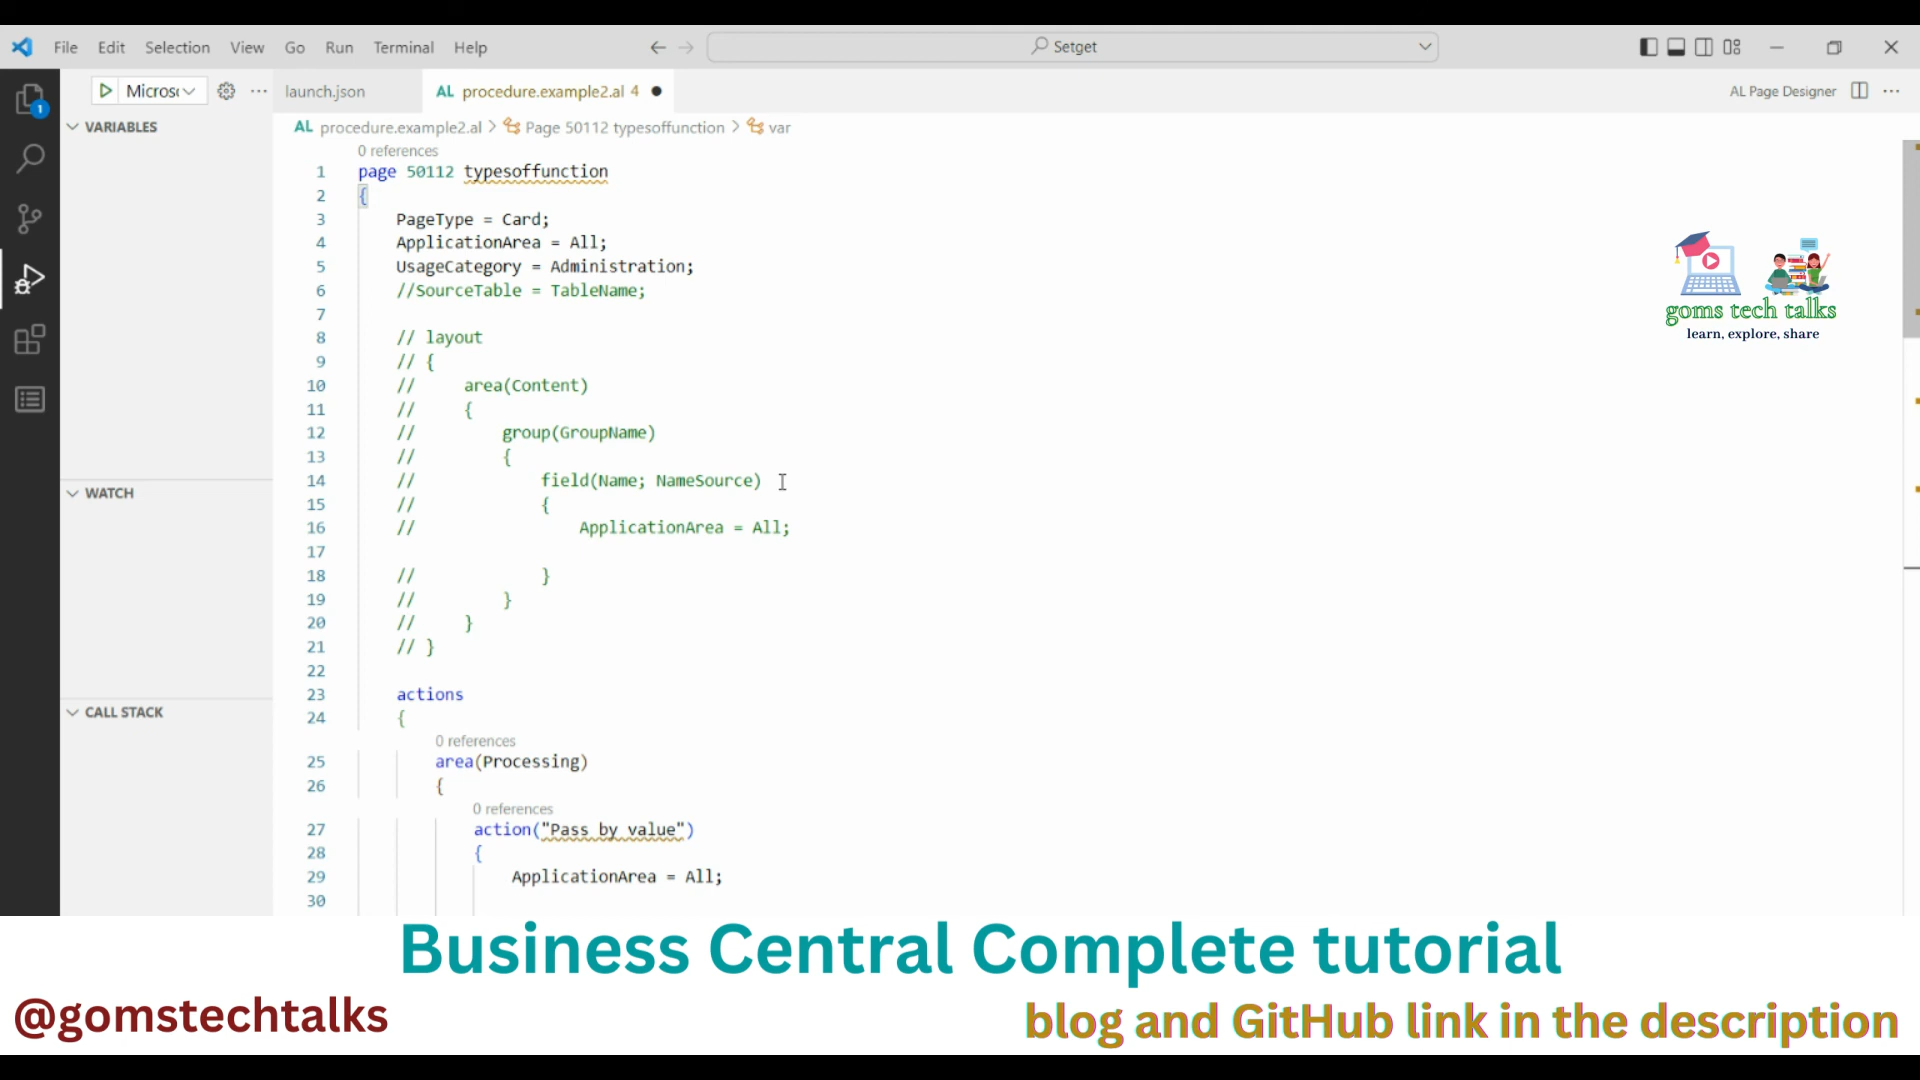 File Edit Selection View Go Run Terminal Help Setget
Microsc launch.json AL procedure.example2.al 4 AL Page Designer
VARIABLES
AL procedure.example2.al > Page 50112 typesoffunction > var
0 references
1 page 50112 typesoffunction
2 {
3 PageType = Card;
4 ApplicationArea = All;
5 UsageCategory = Administration;
6 //SourceTable = TableName;
7
8 // layout
9 // {
10 // area(Content)
11 // {
12 // group(GroupName)
13 // {
14 // field(Name; NameSource)
15 // {
16 // ApplicationArea = All;
17
18 // }
19 // }
20 // }
21 // }
22
23 actions
24 {
0 references
25 area(Processing)
26 {
0 references
27 action("Pass by value")
28 {
29 ApplicationArea = All;
30
1
WATCH
CALL STACK
goms tech talks
learn, explore, share
Business Central Complete tutorial
@gomstechtalks
blog and GitHub link in the description